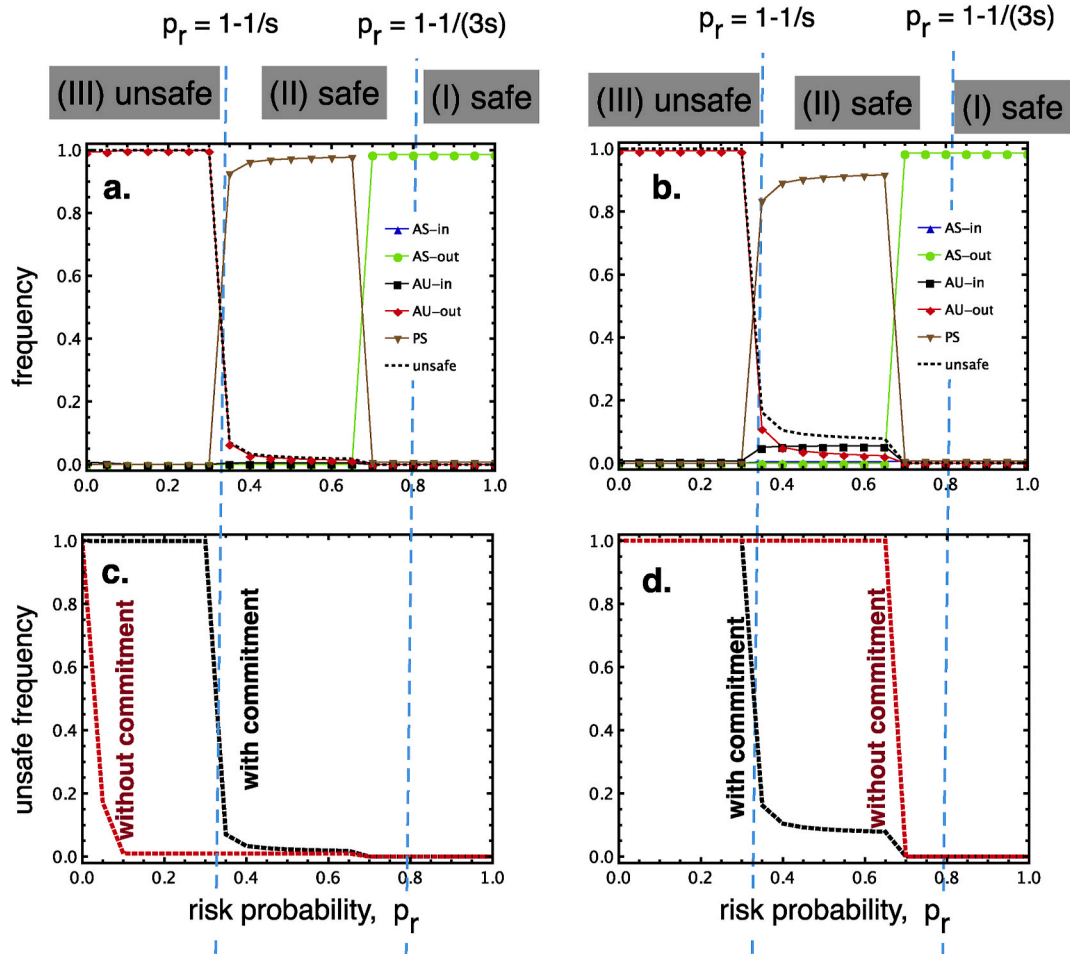 p_r = 1-1/s p_r = 1-1/(3s) p_r = 1-1/s p_r = 1-1/(3s)
(III) unsafe (II) safe (I) safe (III) unsafe (II) safe (I) safe
frequency
1.0
0.8
0.6
0.4
0.2
0.0
a.
AS-in
AS-out
AU-in
AU-out
PS
unsafe
0.0 0.2 0.4 0.6 0.8 1.0
1.0
0.8
0.6
0.4
0.2
0.0
b.
AS-in
AS-out
AU-in
AU-out
PS
unsafe
0.0 0.2 0.4 0.6 0.8 1.0
unsafe frequency
1.0
0.8
0.6
0.4
0.2
0.0
c.
without commitment
with commitment
0.0 0.2 0.4 0.6 0.8 1.0
risk probability, p_r
1.0
0.8
0.6
0.4
0.2
0.0
d.
with commitment
without commitment
0.0 0.2 0.4 0.6 0.8 1.0
risk probability, p_r